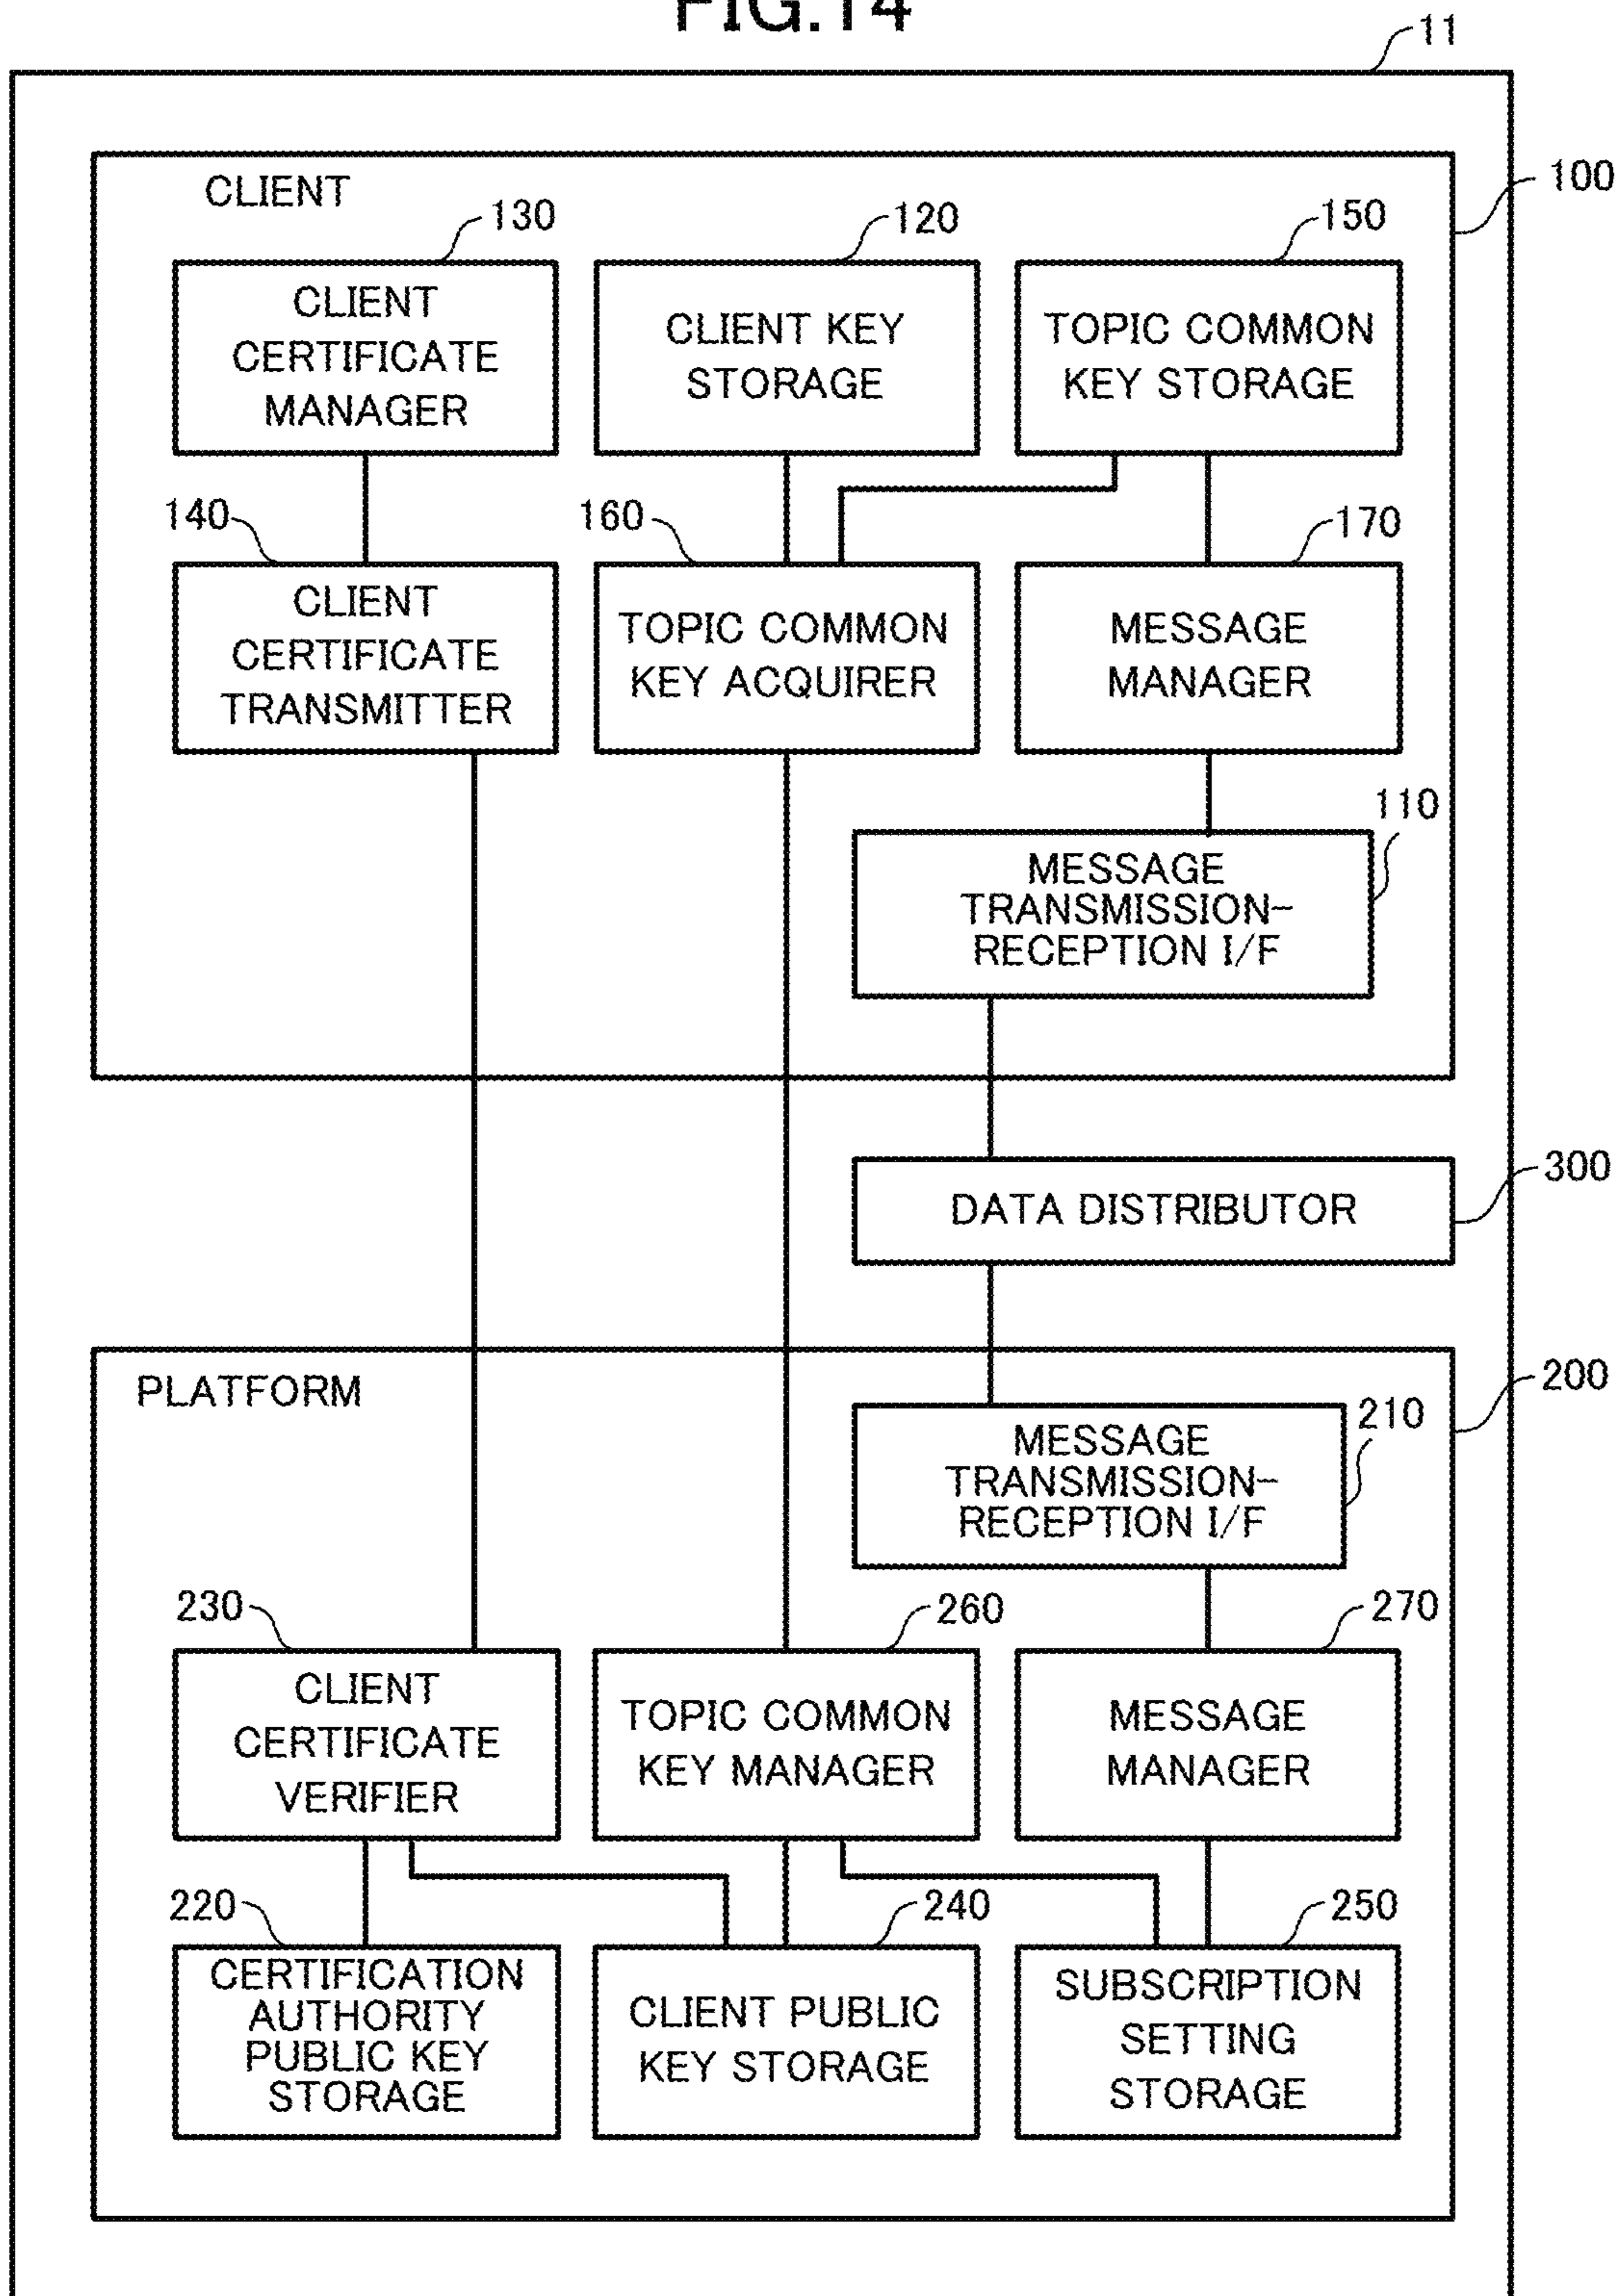 FIG.14
11
CLIENT
100
130
120
150
CLIENT
CERTIFICATE
MANAGER
CLIENT KEY
STORAGE
TOPIC COMMON
KEY STORAGE
140
160
170
CLIENT
CERTIFICATE
TRANSMITTER
TOPIC COMMON
KEY ACQUIRER
MESSAGE
MANAGER
110
MESSAGE
TRANSMISSION-
RECEPTION I/F
300
DATA DISTRIBUTOR
PLATFORM
200
210
MESSAGE
TRANSMISSION-
RECEPTION I/F
230
260
270
CLIENT
CERTIFICATE
VERIFIER
TOPIC COMMON
KEY MANAGER
MESSAGE
MANAGER
220
240
250
CERTIFICATION
AUTHORITY
PUBLIC KEY
STORAGE
CLIENT PUBLIC
KEY STORAGE
SUBSCRIPTION
SETTING
STORAGE